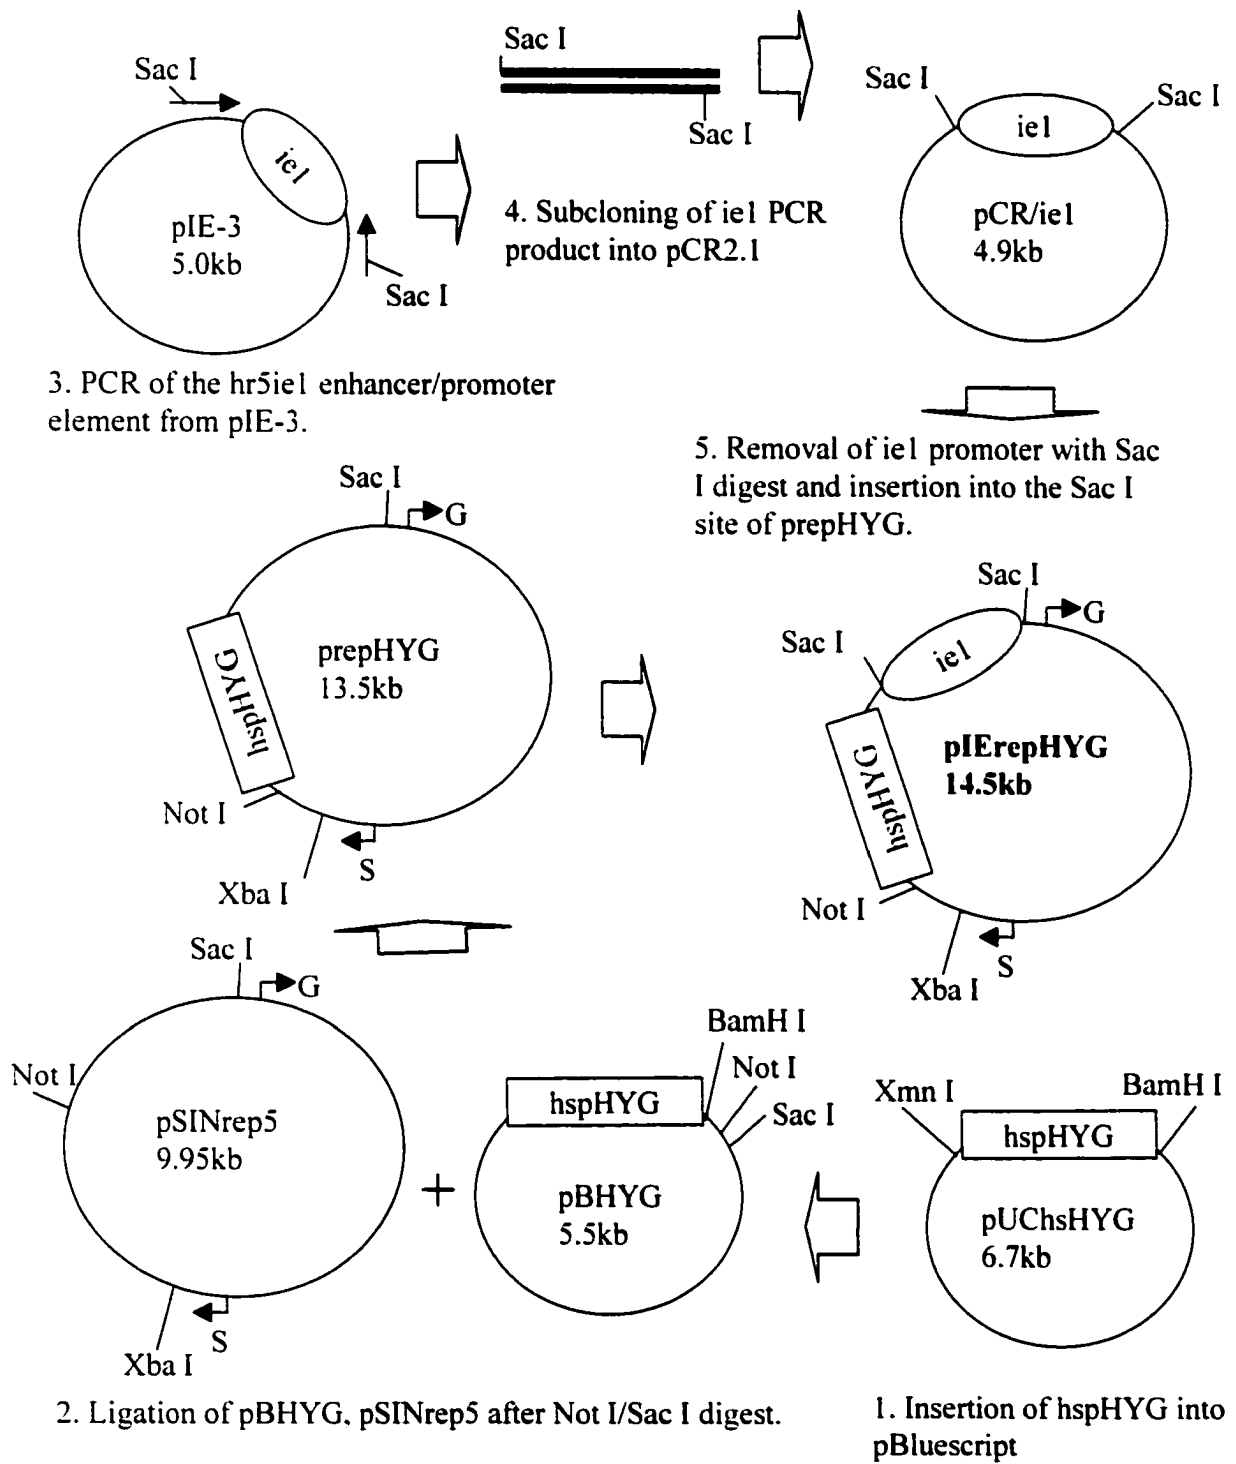 Sac I
Sac I
ie1
pIE-3
5.0kb
Sac I
Sac I
Sac I
4. Subcloning of ie1 PCR
product into pCR2.1
Sac I
Sac I
ie1
pCR/ie1
4.9kb
3. PCR of the hr5ie1 enhancer/promoter
element from pIE-3.
5. Removal of ie1 promoter with Sac
I digest and insertion into the Sac I
site of prepHYG.
Sac I
G
hspHYG
prepHYG
13.5kb
Not I
Xba I
S
Sac I
G
Sac I
ie1
hspHYG
pIErepHYG
14.5kb
Not I
Xba I
S
Sac I
G
Not I
pSINrep5
9.95kb
S
Xba I
+
BamH I
Not I
Sac I
hspHYG
pBHYG
5.5kb
Xmn I
BamH I
hspHYG
pUChsHYG
6.7kb
2. Ligation of pBHYG, pSINrep5 after Not I/Sac I digest.
1. Insertion of hspHYG into
pBluescript